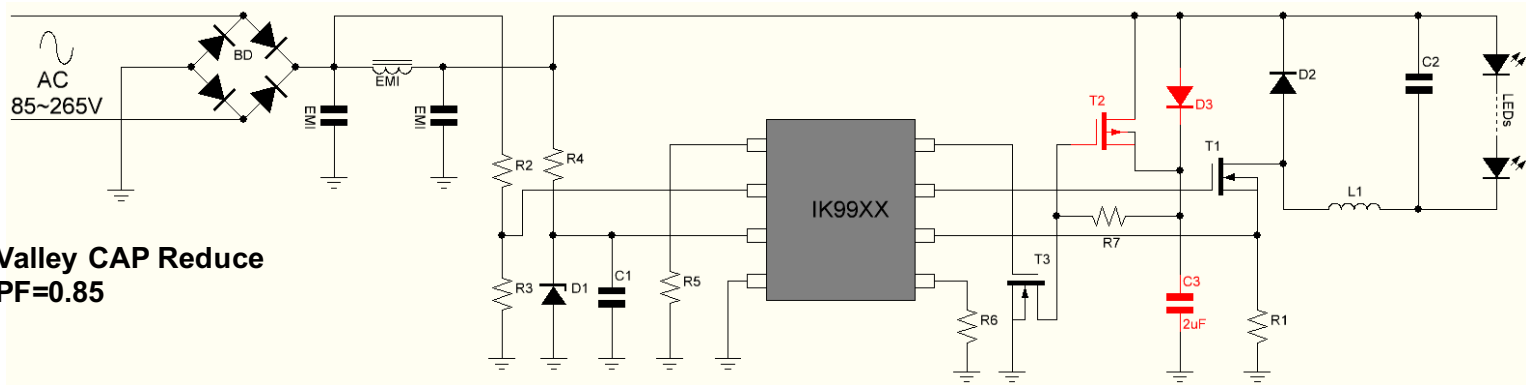 AC
85~265V
BD
EMI
EMI
EMI
R2
R4
R3
D1
C1
R5
IK99XX
R6
T3
T2
R7
D3
C3
2uF
T1
R1
D2
L1
C2
LEDs
Valley CAP Reduce
PF=0.85